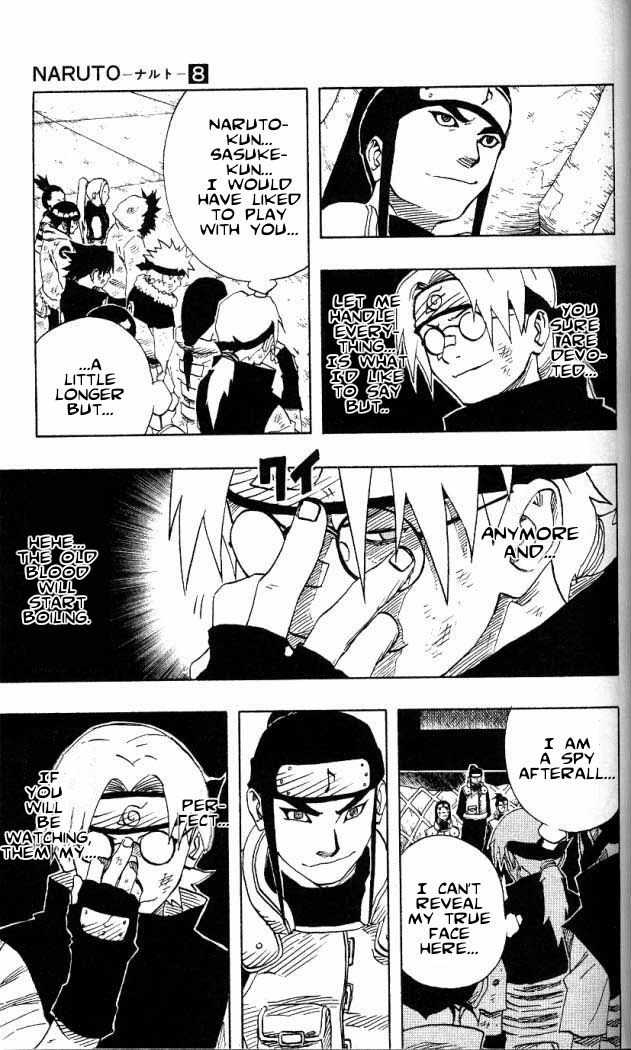 NARUTO—ナルト—8
NARUTO-
KUN...
SASUKE-
KUN...
I WOULD
HAVE LIKED
TO PLAY
WITH YOU...
...A
LITTLE
LONGER
BUT...
YOU
SURE
ARE
DEVO-
TED...
LET ME
HANDLE
EVERY-
THING...
IS WHAT
I'D LIKE
TO SAY
BUT..
クイ
ANYMORE
AND...
HEHE...
THE OLD
BLOOD
WILL
START
BOILING.
I AM
A SPY
AFTERALL...
I CAN'T
REVEAL
MY TRUE
FACE
HERE...
PER-
FECT...
IF
YOU
WILL
BE
WATCHING,
THEM MY...